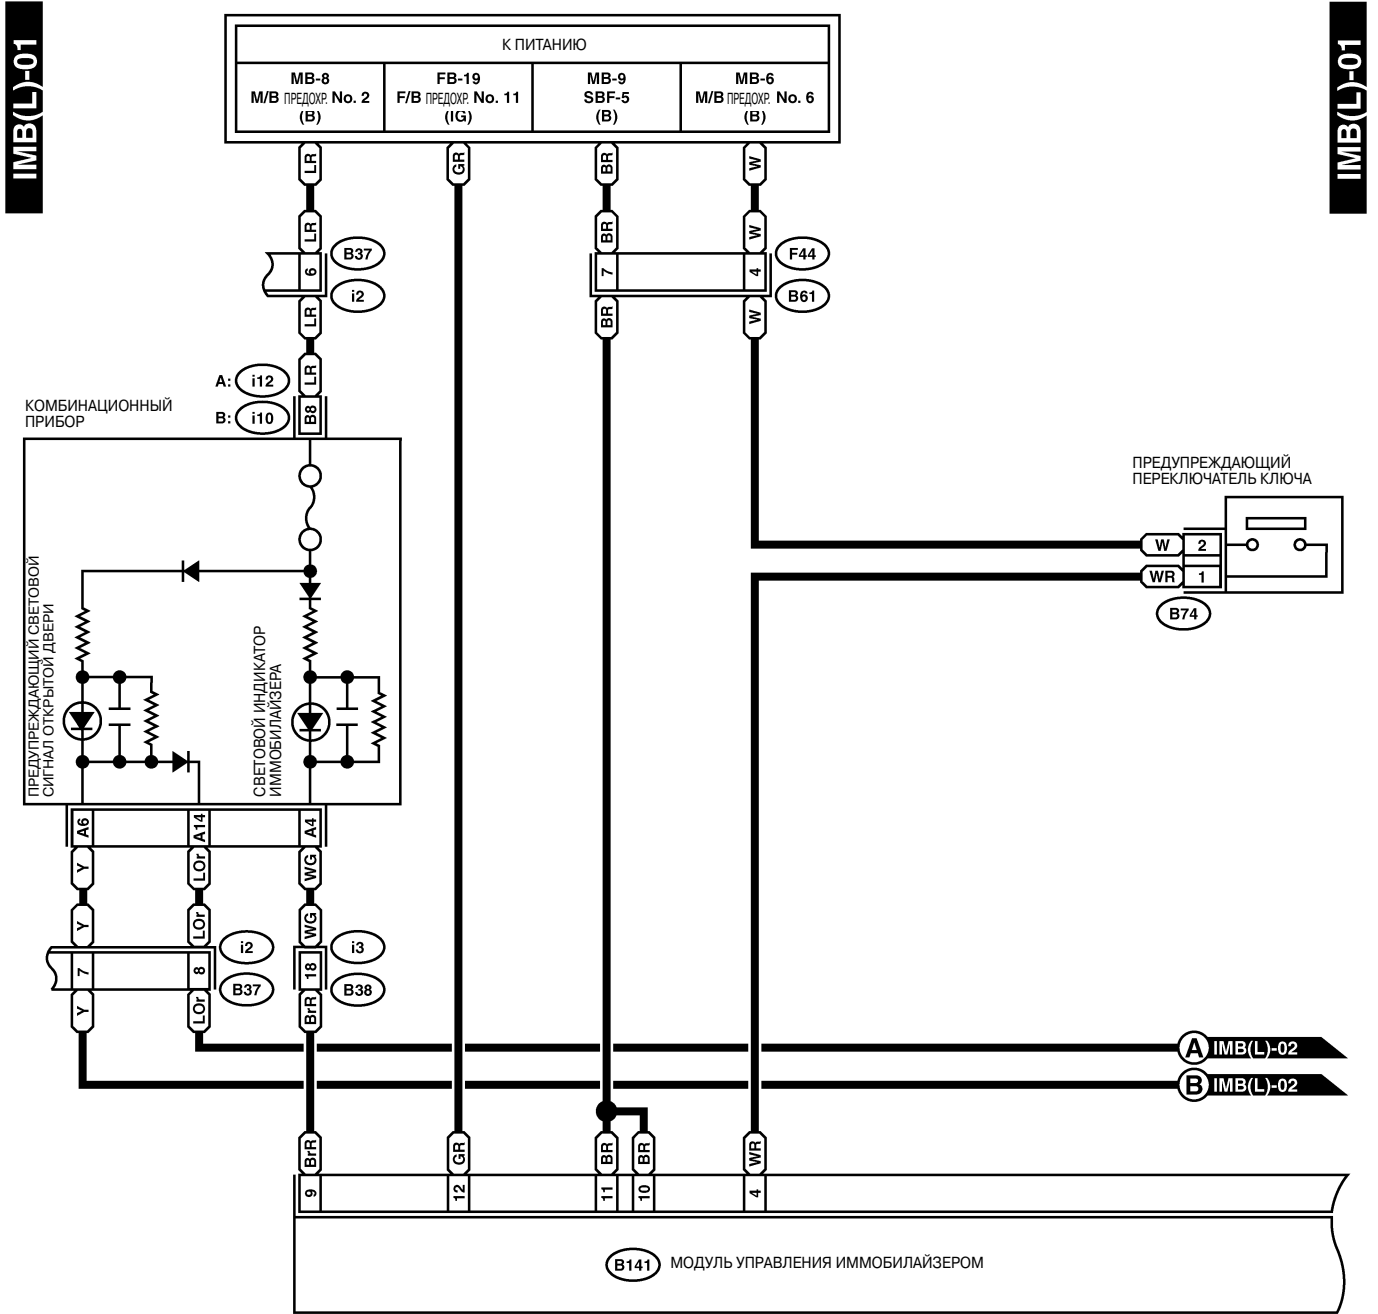 IMB(L)-01
IMB(L)-01
К ПИТАНИЮ
MB-8
M/B ПРЕДОХР. No. 2
(B)
FB-19
F/B ПРЕДОХР. No. 11
(IG)
MB-9
SBF-5
(B)
MB-6
M/B ПРЕДОХР. No. 6
(B)
LR
GR
BR
W
LR
BR
W
6
B37
7
4
F44
i2
B61
LR
BR
W
A: i12
LR
B: i10
B8
КОМБИНАЦИОННЫЙ
ПРИБОР
ПРЕДУПРЕЖДАЮЩИЙ
ПЕРЕКЛЮЧАТЕЛЬ КЛЮЧА
W
2
WR
1
B74
ПРЕДУПРЕЖДАЮЩИЙ СВЕТОВОЙ
СИГНАЛ ОТКРЫТОЙ ДВЕРИ
СВЕТОВОЙ ИНДИКАТОР
ИММОБИЛАЙЗЕРА
A6
A14
A4
Y
LOr
WG
Y
LOr
WG
i2
i3
7
8
18
B37
B38
Y
LOr
BrR
A IMB(L)-02
B IMB(L)-02
BrR
GR
BR
BR
WR
9
12
11
10
4
B141 МОДУЛЬ УПРАВЛЕНИЯ ИММОБИЛАЙЗЕРОМ